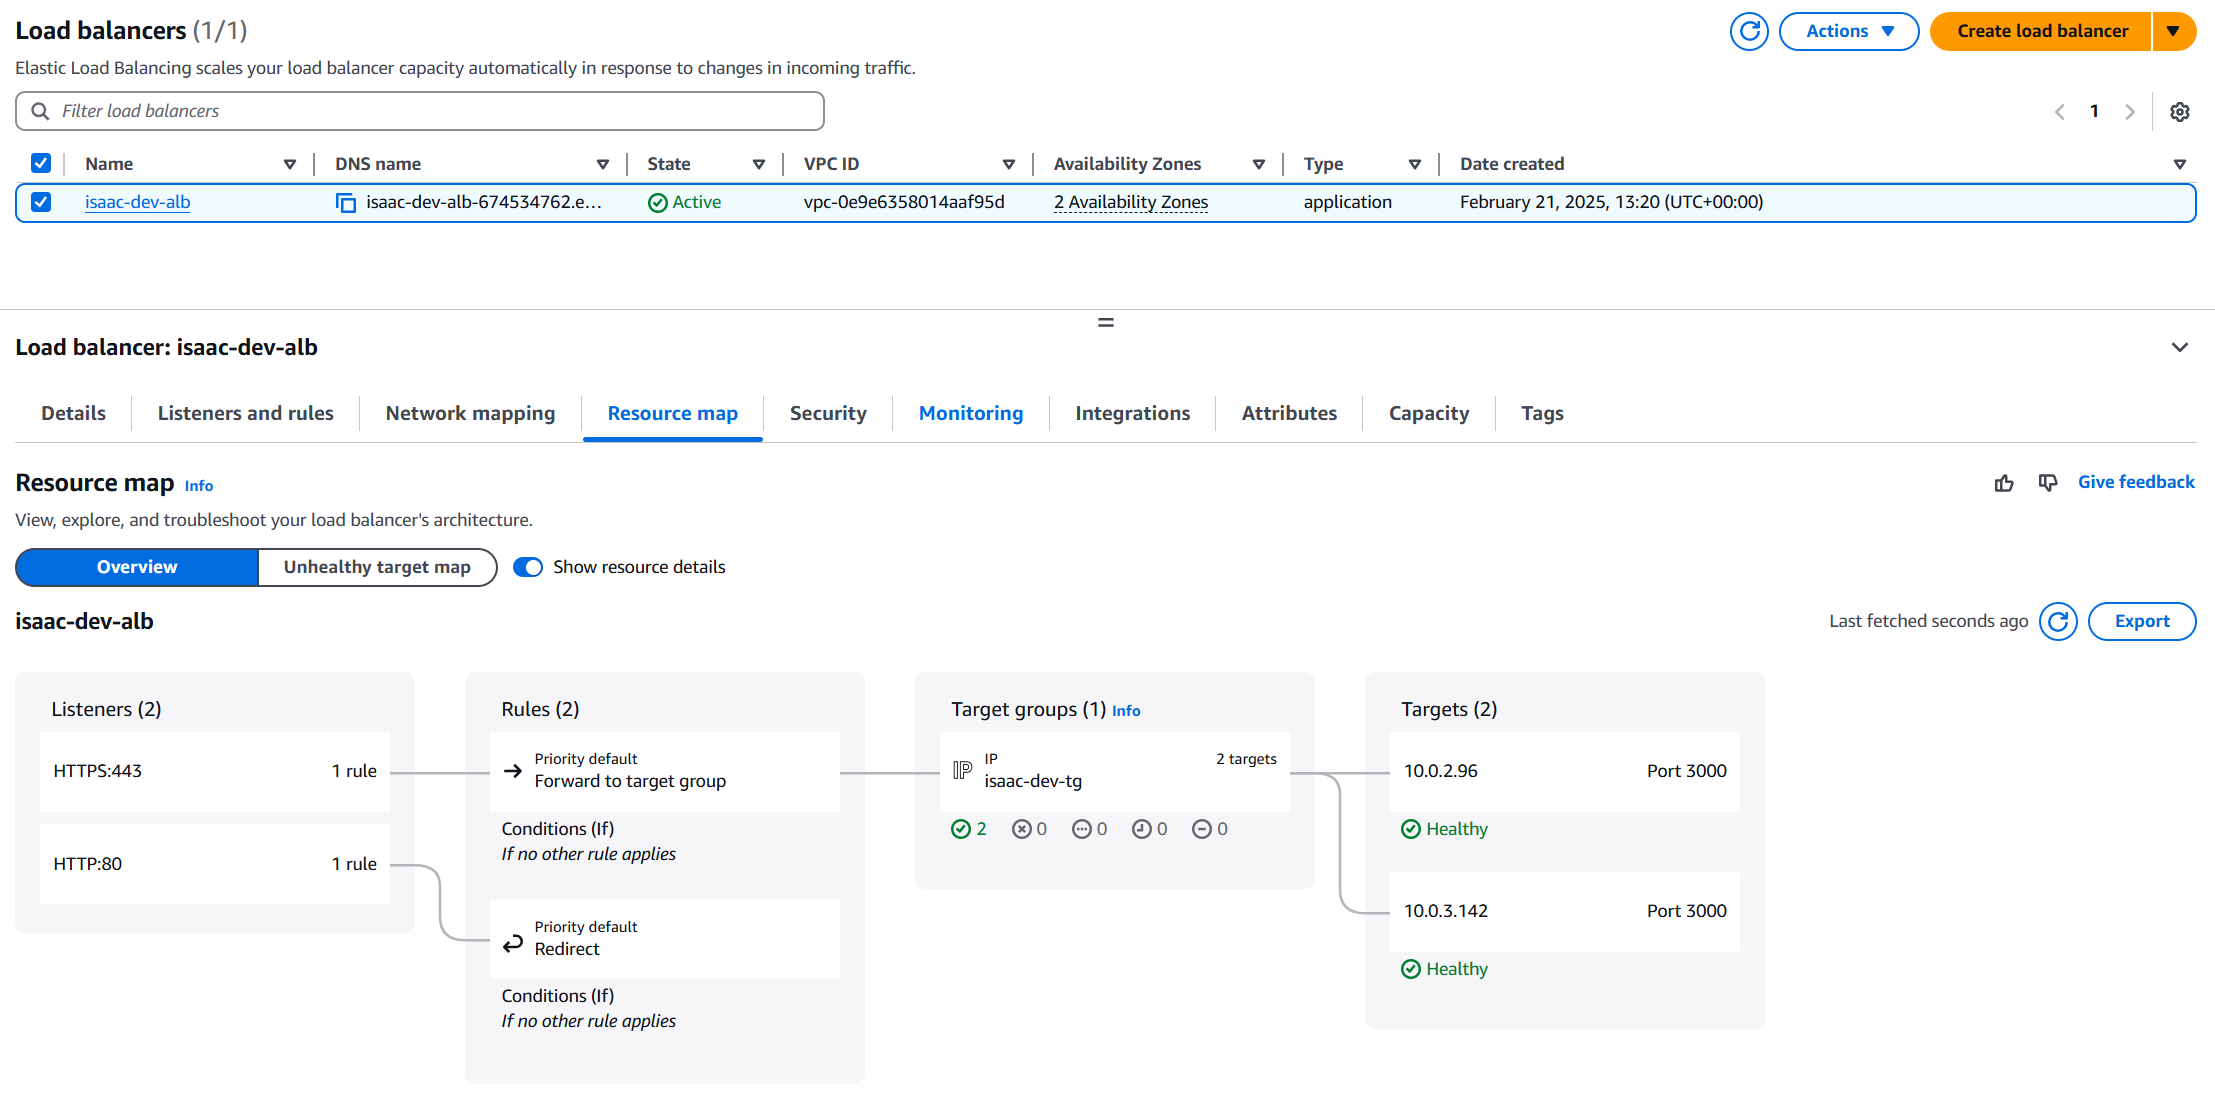 Load balancers (1/1)
Actions
Create load balancer
Elastic Load Balancing scales your load balancer capacity automatically in response to changes in incoming traffic.
Filter load balancers
1
Name DNS name State VPC ID Availability Zones Type Date created
isaac-dev-alb isaac-dev-alb-674534762.e... Active vpc-0e9e6358014aaf95d 2 Availability Zones application February 21, 2025, 13:20 (UTC+00:00)
Load balancer: isaac-dev-alb
Details Listeners and rules Network mapping Resource map Security Monitoring Integrations Attributes Capacity Tags
Resource map Info
Give feedback
View, explore, and troubleshoot your load balancer's architecture.
Overview Unhealthy target map Show resource details
isaac-dev-alb
Last fetched seconds ago
Export
Listeners (2)
HTTPS:443 1 rule
HTTP:80 1 rule
Rules (2)
Priority default
Forward to target group
Conditions (If)
If no other rule applies
Priority default
Redirect
Conditions (If)
If no other rule applies
Target groups (1) Info
IP IP 2 targets
isaac-dev-tg
2 0 0 0 0
Targets (2)
10.0.2.96 Port 3000
Healthy
10.0.3.142 Port 3000
Healthy